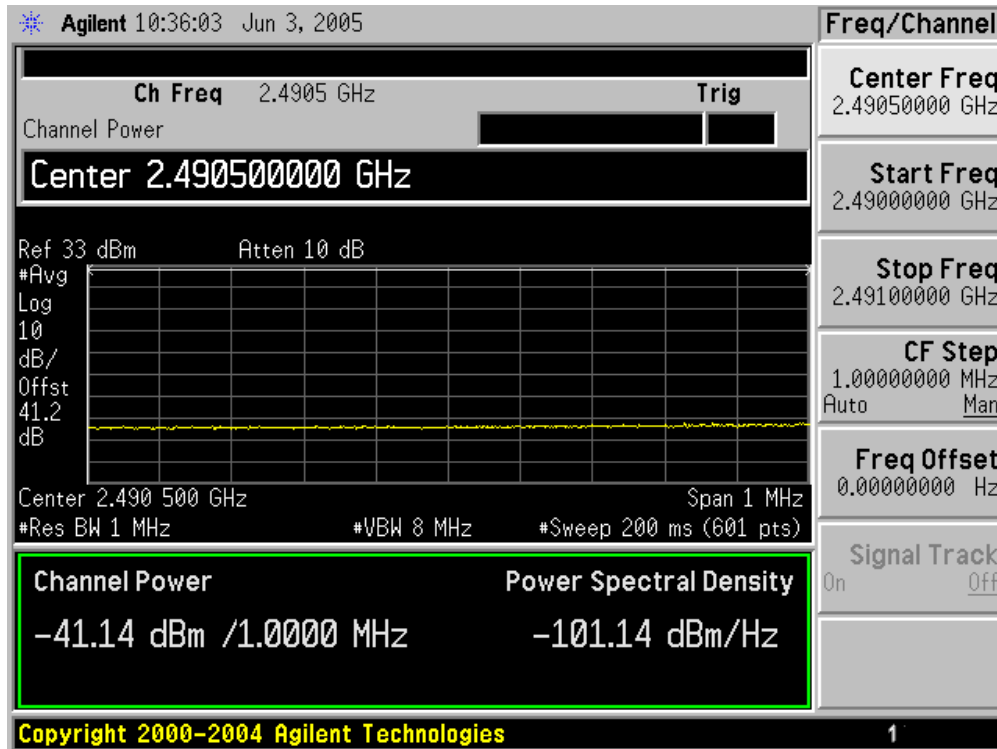 Agilent 10:36:03 Jun 3, 2005
Freq/Channel
Ch Freq 2.4905 GHz Trig
Channel Power
Center 2.490500000 GHz
Ref 33 dBm Atten 10 dB
#Avg
Log
10
dB/
Offst
41.2
dB
Center 2.490 500 GHz Span 1 MHz
#Res BW 1 MHz #VBW 8 MHz #Sweep 200 ms (601 pts)
Channel Power Power Spectral Density
-41.14 dBm /1.0000 MHz -101.14 dBm/Hz
Center Freq
2.49050000 GHz
Start Freq
2.49000000 GHz
Stop Freq
2.49100000 GHz
CF Step
1.00000000 MHz
Auto Man
Freq Offset
0.00000000 Hz
Signal Track
On Off
Copyright 2000-2004 Agilent Technologies 1